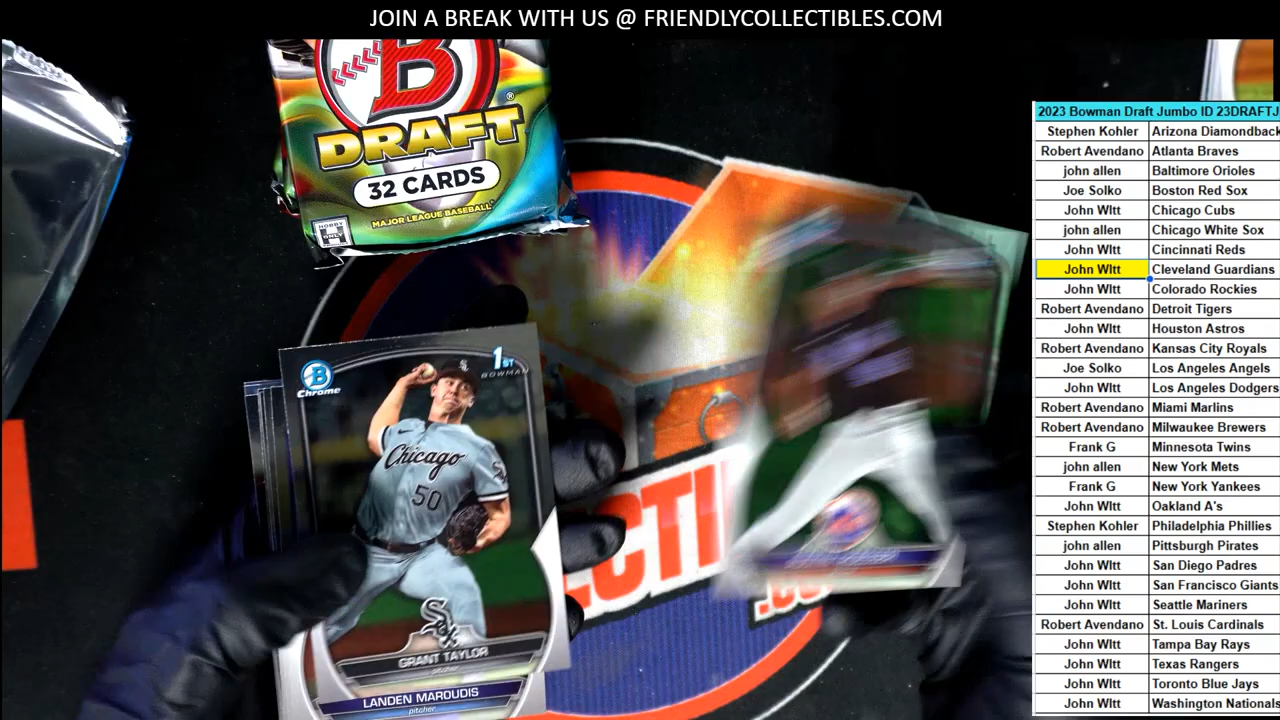 JOIN A BREAK WITH US @ FRIENDLYCOLLECTIBLES.COM
B
DRAFT
®
32 CARDS
MAJOR LEAGUE BASEBALL
HOBBY
H
ONLY
B
Chrome
1ST
BOWMAN
Chicago
50
Sox
GRANT TAYLOR
pitcher
LANDEN MAROUDIS
pitcher
LECTI
.co
2023 Bowman Draft Jumbo ID 23DRAFTJ
Stephen Kohler Arizona Diamondback
Robert Avendano Atlanta Braves
john allen Baltimore Orioles
Joe Solko Boston Red Sox
John WItt Chicago Cubs
john allen Chicago White Sox
John WItt Cincinnati Reds
John WItt Cleveland Guardians
John WItt Colorado Rockies
Robert Avendano Detroit Tigers
John WItt Houston Astros
Robert Avendano Kansas City Royals
Joe Solko Los Angeles Angels
John WItt Los Angeles Dodgers
Robert Avendano Miami Marlins
Robert Avendano Milwaukee Brewers
Frank G Minnesota Twins
john allen New York Mets
Frank G New York Yankees
John WItt Oakland A's
Stephen Kohler Philadelphia Phillies
john allen Pittsburgh Pirates
John WItt San Diego Padres
John WItt San Francisco Giants
John WItt Seattle Mariners
Robert Avendano St. Louis Cardinals
John WItt Tampa Bay Rays
John WItt Texas Rangers
John WItt Toronto Blue Jays
John WItt Washington Nationals